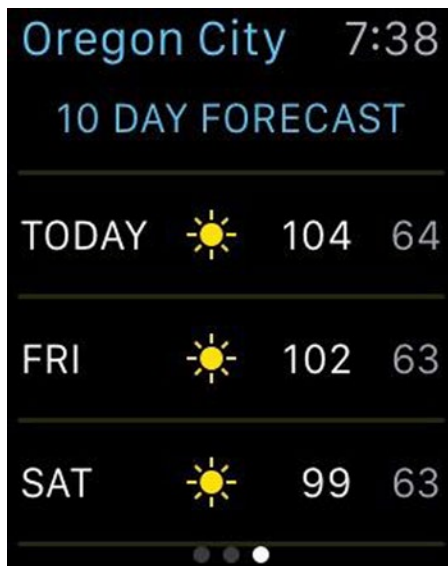 Oregon City 7:38
10 DAY FORECAST
TODAY 104 64
FRI 102 63
SAT 99 63